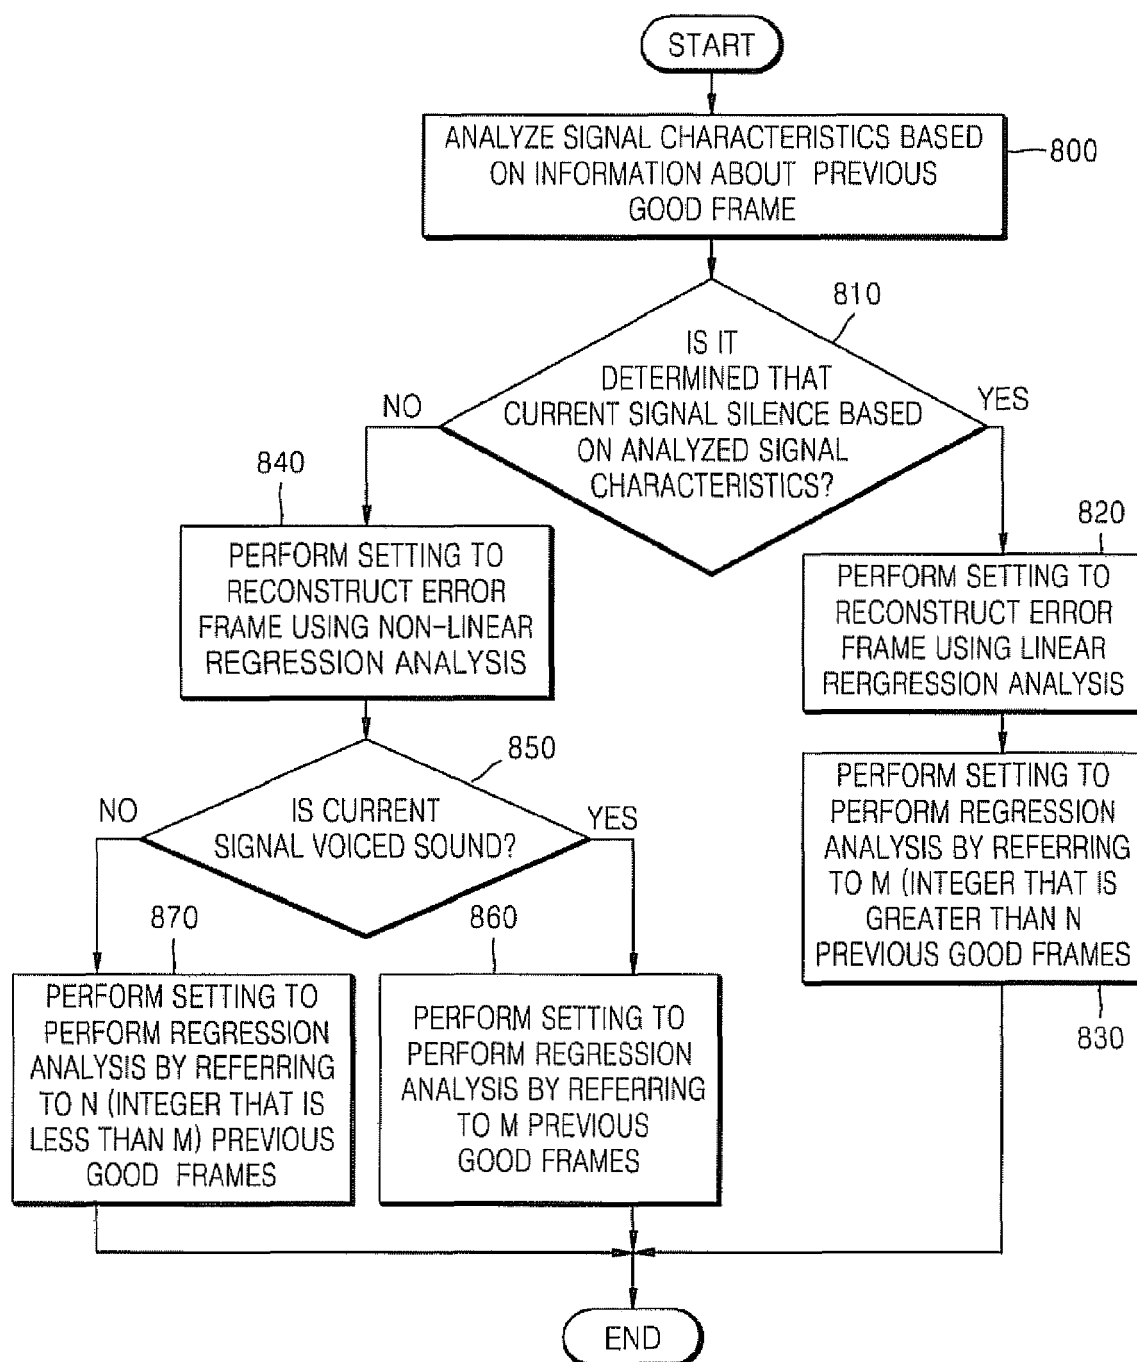 START
ANALYZE SIGNAL CHARACTERISTICS BASED
ON INFORMATION ABOUT PREVIOUS
GOOD FRAME
800
810
IS IT
DETERMINED THAT
CURRENT SIGNAL SILENCE BASED
ON ANALYZED SIGNAL
CHARACTERISTICS?
NO
YES
840
PERFORM SETTING TO
RECONSTRUCT ERROR
FRAME USING NON-LINEAR
REGRESSION ANALYSIS
820
PERFORM SETTING TO
RECONSTRUCT ERROR
FRAME USING LINEAR
RERGRESSION ANALYSIS
850
IS CURRENT
SIGNAL VOICED SOUND?
NO
YES
PERFORM SETTING TO
PERFORM REGRESSION
ANALYSIS BY REFERRING
TO M (INTEGER THAT IS
GREATER THAN N
PREVIOUS GOOD FRAMES
830
870
PERFORM SETTING TO
PERFORM REGRESSION
ANALYSIS BY REFERRING
TO N (INTEGER THAT IS
LESS THAN M) PREVIOUS
GOOD FRAMES
860
PERFORM SETTING TO
PERFORM REGRESSION
ANALYSIS BY REFERRING
TO M PREVIOUS
GOOD FRAMES
END